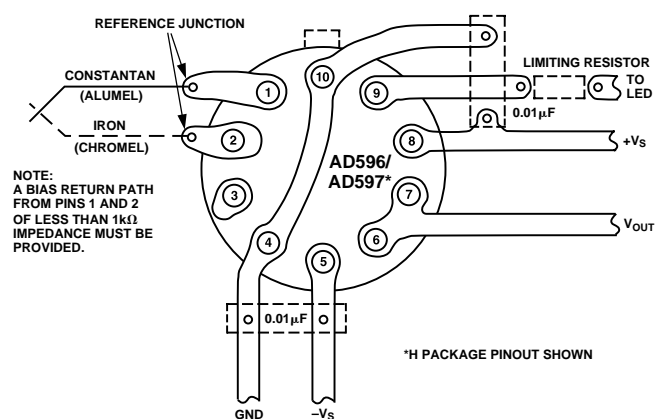 REFERENCE JUNCTION
CONSTANTAN
(ALUMEL)
IRON
(CHROMEL)
NOTE:
A BIAS RETURN PATH
FROM PINS 1 AND 2
OF LESS THAN 1kΩ
IMPEDANCE MUST BE
PROVIDED.
1
2
3
4
5
6
7
8
9
10
AD596/
AD597*
LIMITING RESISTOR
TO
LED
0.01µF
+VS
VOUT
0.01µF
*H PACKAGE PINOUT SHOWN
GND
–VS